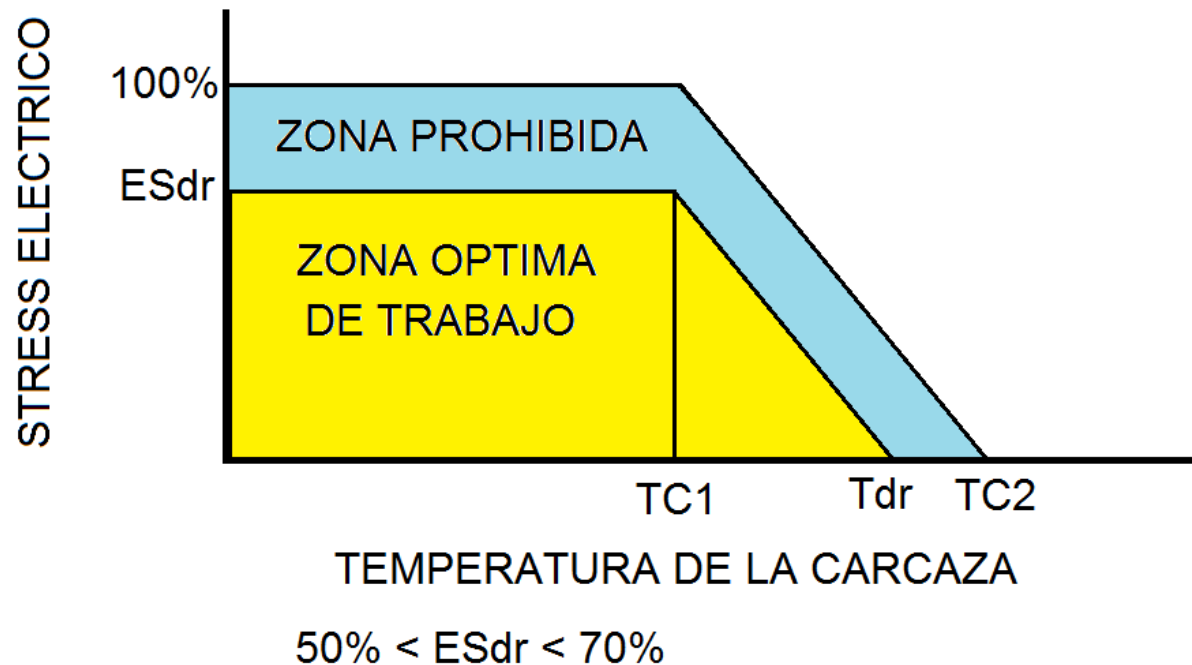 STRESS ELECTRICO
100%
ZONA PROHIBIDA
ESdr
ZONA OPTIMA
DE TRABAJO
TC1
Tdr
TC2
TEMPERATURA DE LA CARCAZA
50% < ESdr < 70%